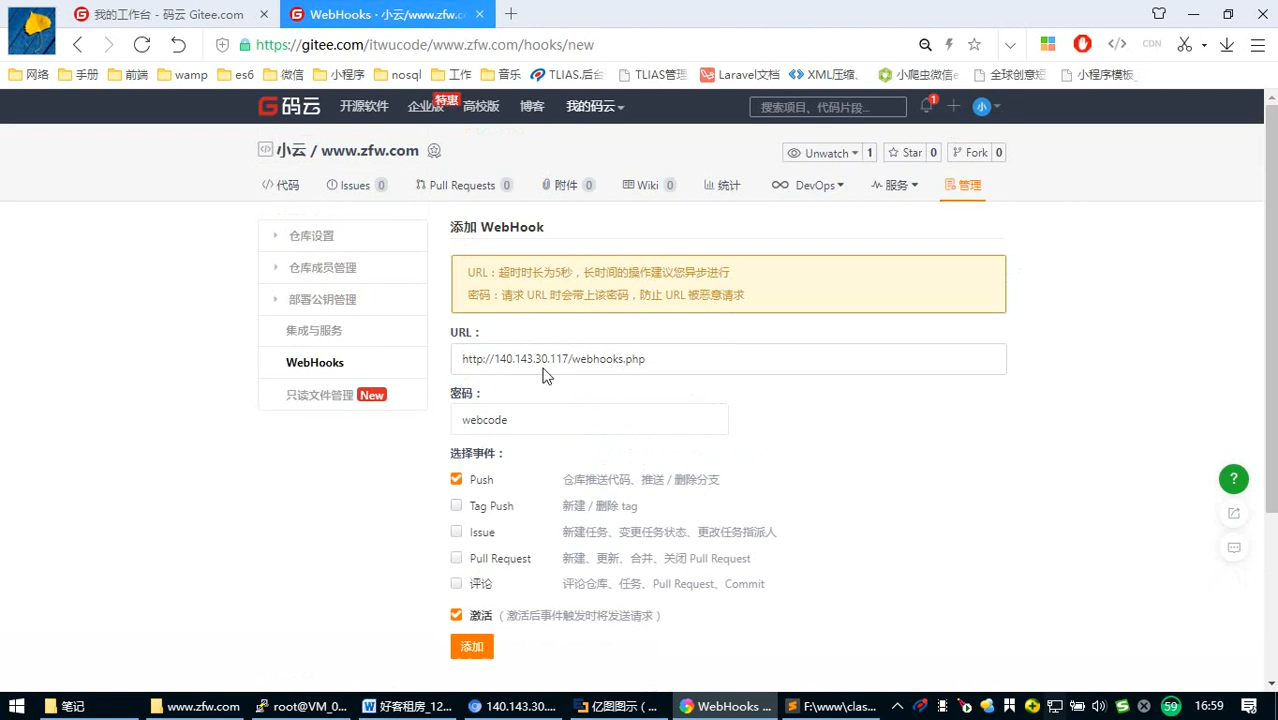 我的工作台 - 码云 Gitee.com
WebHooks · 小云/www.zfw.co
https://gitee.com/itwucode/www.zfw.com/hooks/new
CDN
网络 手册 前端 wamp es6 微信 小程序 nosql 工作 音乐 TLIAS.后台 TLIAS管理 Laravel文档 XML压缩、 小爬虫微信 全球创意短 小程序模板
G码云 开源软件 企业版 特惠 高校版 博客 我的码云 搜索项目、代码片段... 1 小
小云 / www.zfw.com Unwatch 1 Star 0 Fork 0
代码 Issues 0 Pull Requests 0 附件 0 Wiki 0 统计 DevOps 服务 管理
仓库设置
仓库成员管理
部署公钥管理
集成与服务
WebHooks
只读文件管理 New
添加 WebHook
URL：超时时长为5秒，长时间的操作建议您异步进行
密码：请求 URL 时会带上该密码，防止 URL 被恶意请求
URL：
http://140.143.30.117/webhooks.php
密码：
webcode
选择事件：
Push 仓库推送代码、推送 / 删除分支
Tag Push 新建 / 删除 tag
Issue 新建任务、变更任务状态、更改任务指派人
Pull Request 新建、更新、合并、关闭 Pull Request
评论 评论仓库、任务、Pull Request、Commit
激活 （ 激活后事件触发时将发送请求 ）
添加
?
笔记 www.zfw.com root@VM_0... 好客租房_12... 140.143.30.... 亿图图示 (... WebHooks ... F:\www\clas... 59 16:59